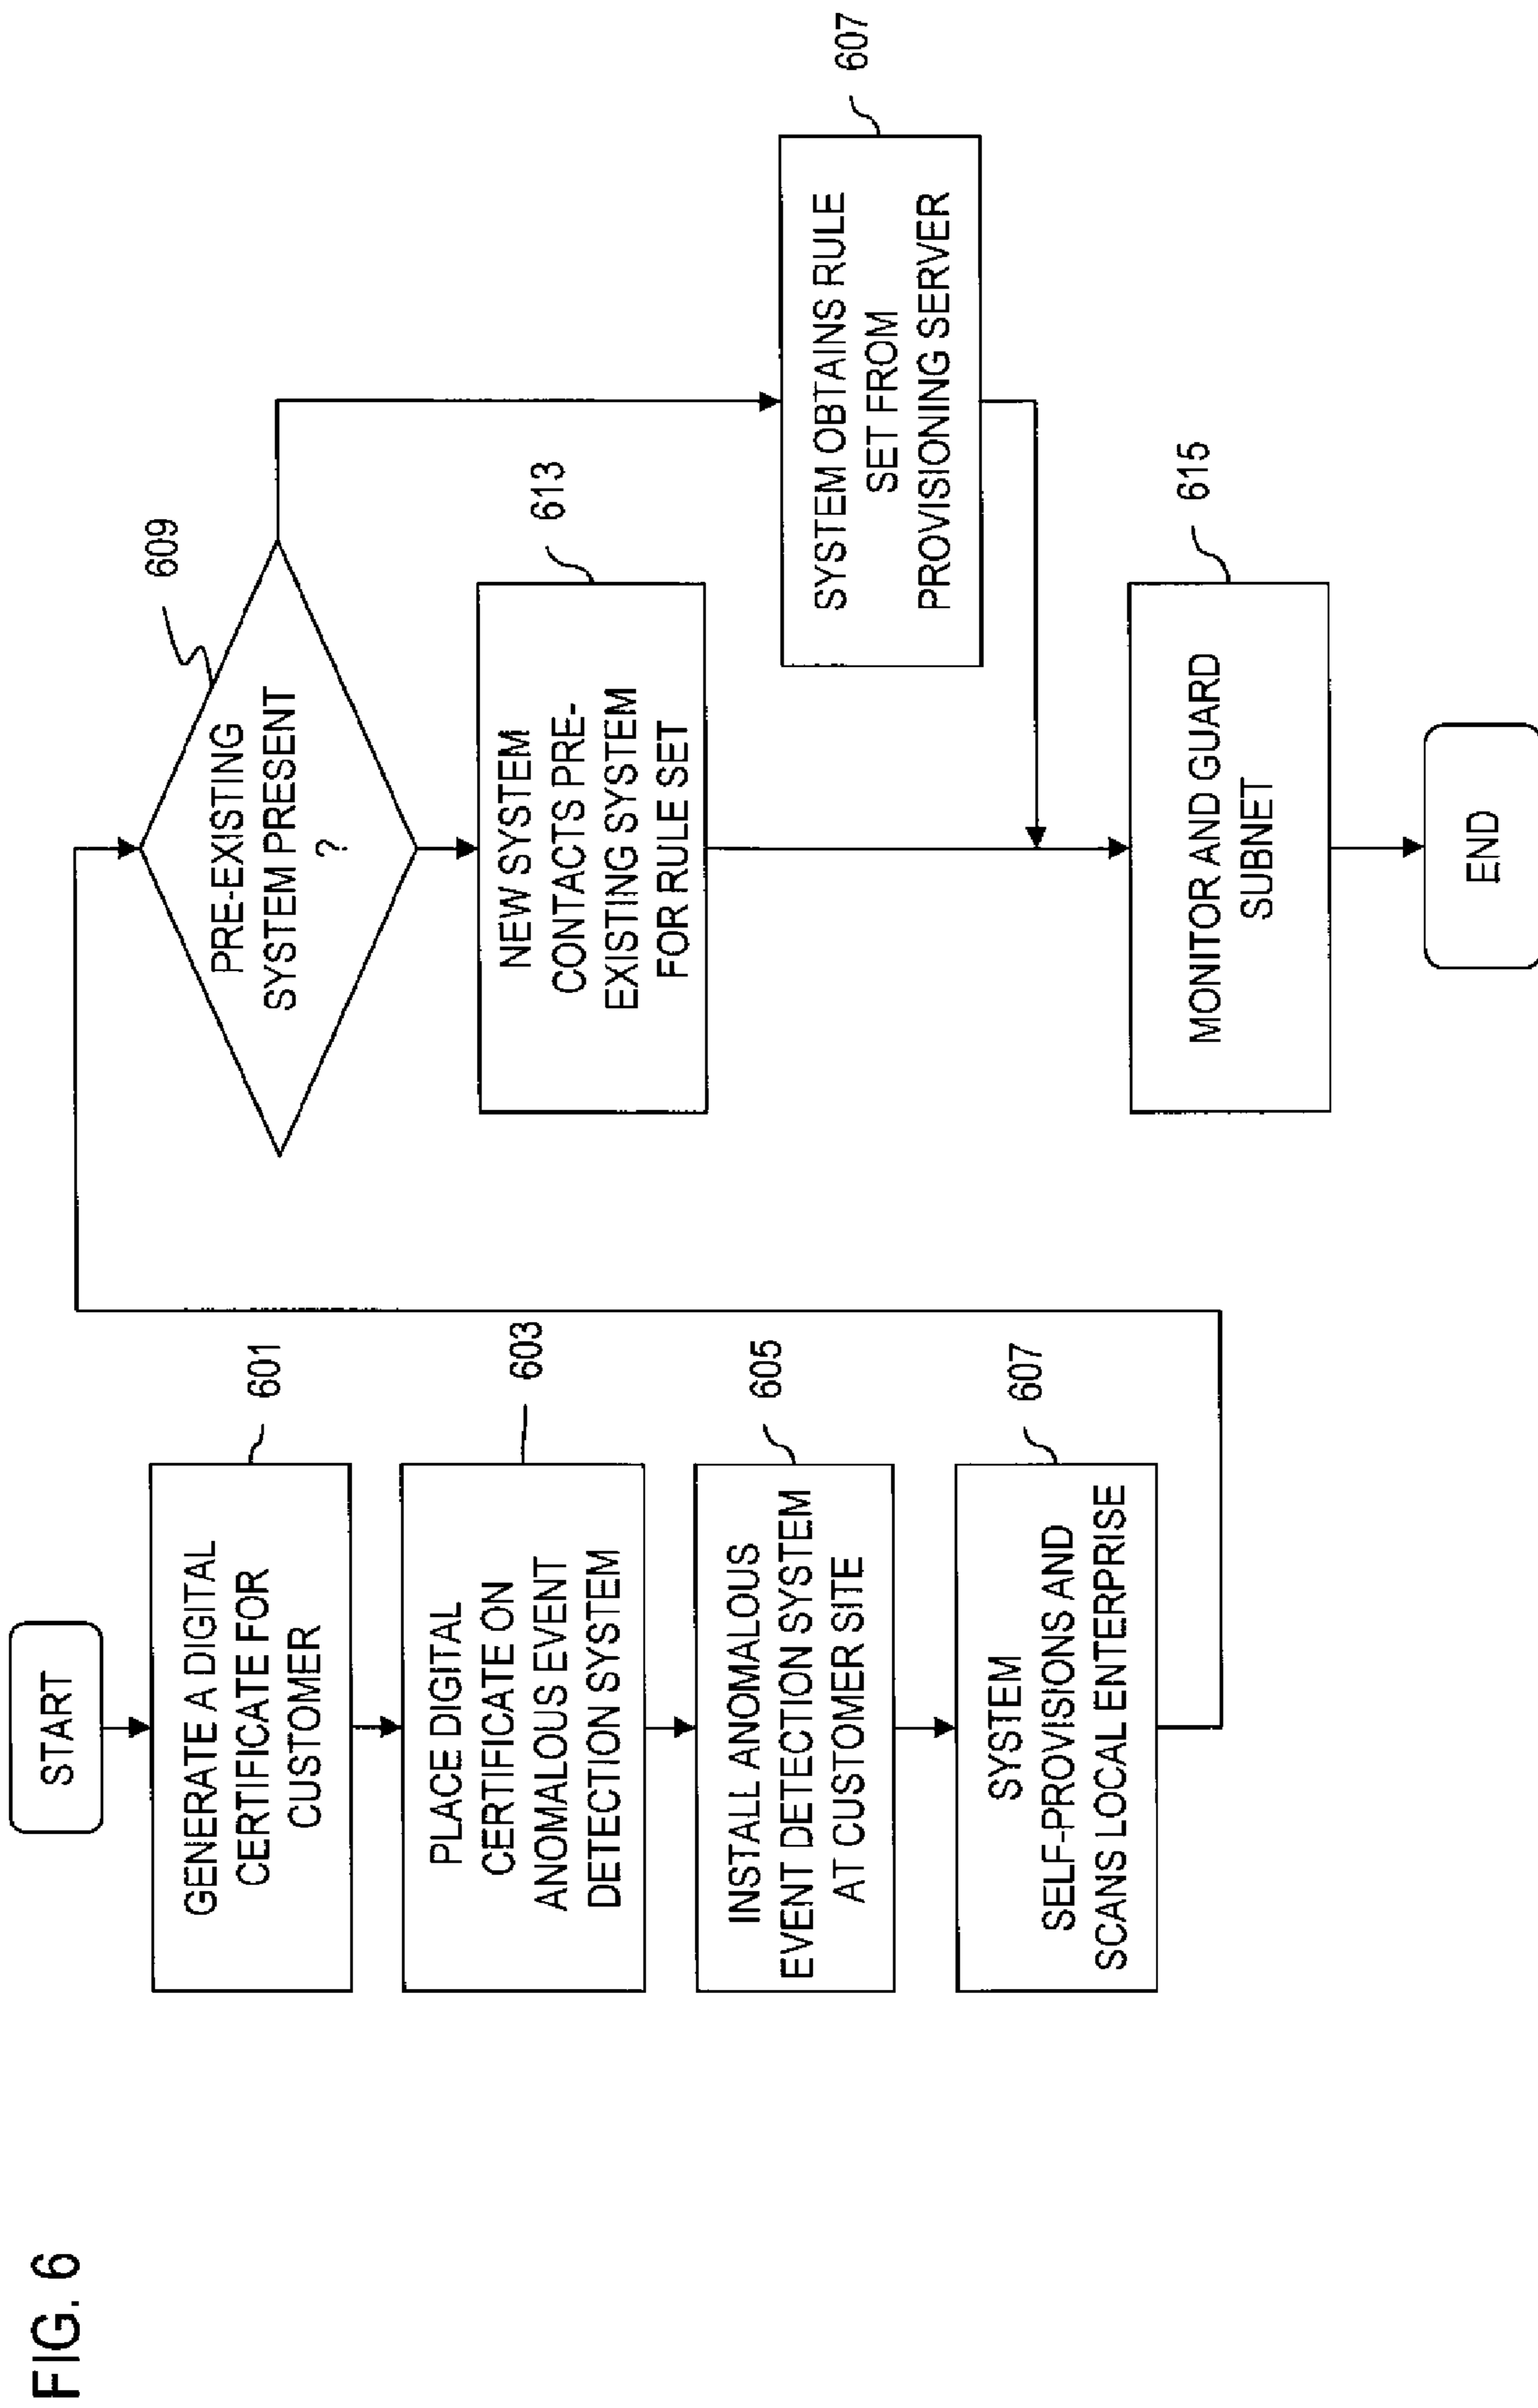 FIG. 6
START
GENERATE A DIGITAL
CERTIFICATE FOR
CUSTOMER
601
PLACE DIGITAL
CERTIFICATE ON
ANOMALOUS EVENT
DETECTION SYSTEM
603
INSTALL ANOMALOUS
EVENT DETECTION SYSTEM
AT CUSTOMER SITE
605
SYSTEM
SELF-PROVISIONS AND
SCANS LOCAL ENTERPRISE
607
PRE-EXISTING
SYSTEM PRESENT
?
609
NEW SYSTEM
CONTACTS PRE-
EXISTING SYSTEM
FOR RULE SET
613
SYSTEM OBTAINS RULE
SET FROM
PROVISIONING SERVER
607
MONITOR AND GUARD
SUBNET
615
END